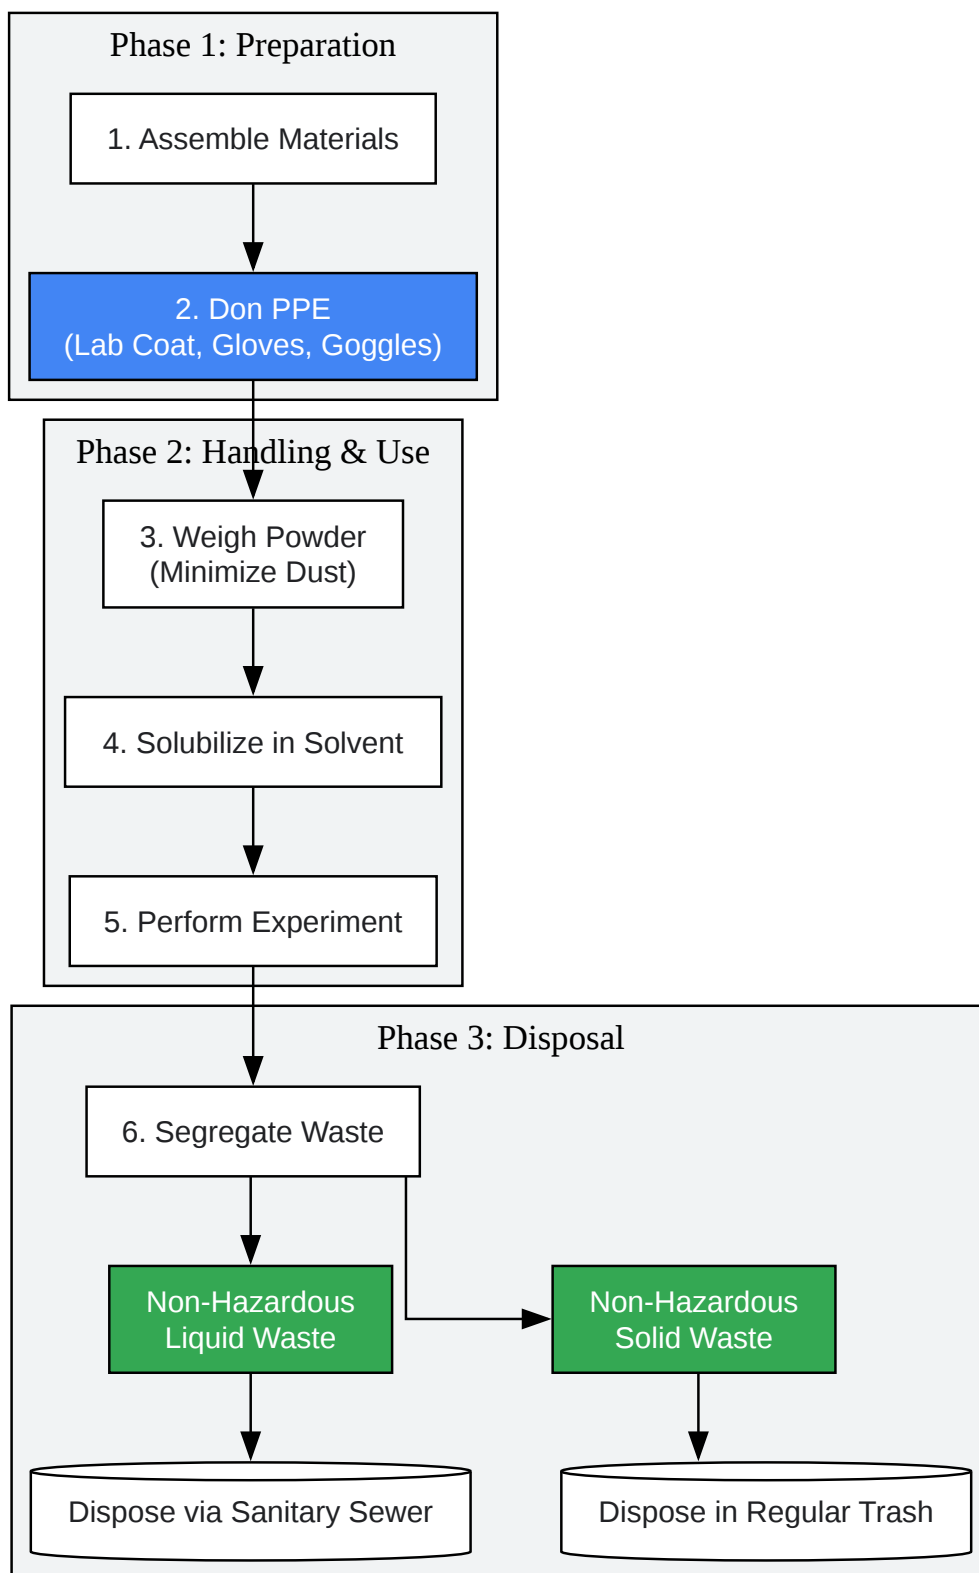 Phase 1: Preparation
1. Assemble Materials
2. Don PPE
(Lab Coat, Gloves, Goggles)
Phase 2: Handling & Use
3. Weigh Powder
(Minimize Dust)
4. Solubilize in Solvent
5. Perform Experiment
Phase 3: Disposal
6. Segregate Waste
Non-Hazardous
Liquid Waste
Non-Hazardous
Solid Waste
Dispose via Sanitary Sewer
Dispose in Regular Trash